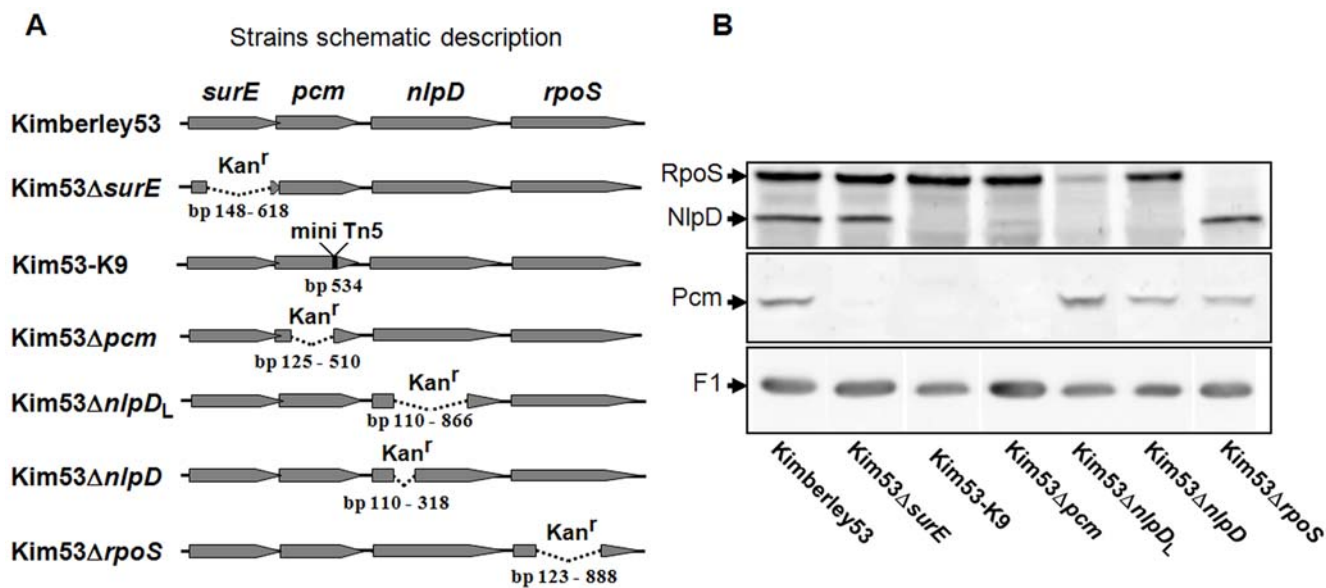 A
Strains schematic description
surE pcm nlpD rpoS
Kimberley53
Kim53ΔsurE
Kanʳ
bp 148-618
Kim53-K9
mini Tn5
bp 534
Kim53Δpcm
Kanʳ
bp 125 - 510
Kim53ΔnlpD_L
Kanʳ
bp 110 - 866
Kim53ΔnlpD
Kanʳ
bp 110 - 318
Kim53ΔrpoS
Kanʳ
bp 123 - 888
B
RpoS
NlpD
Pcm
F1
Kimberley53
Kim53ΔsurE
Kim53-K9
Kim53Δpcm
Kim53ΔnlpD_L
Kim53ΔnlpD
Kim53ΔrpoS